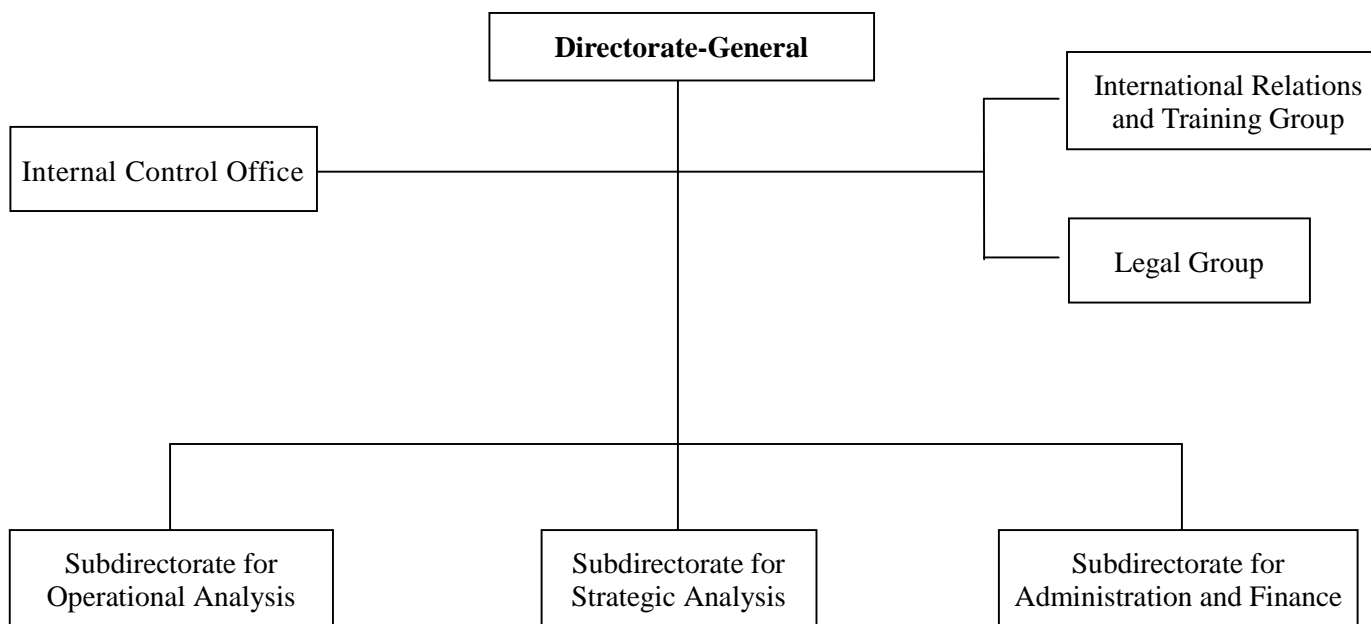 Directorate-General
International Relations
and Training Group
Internal Control Office
Legal Group
Subdirectorate for
Operational Analysis
Subdirectorate for
Strategic Analysis
Subdirectorate for
Administration and Finance